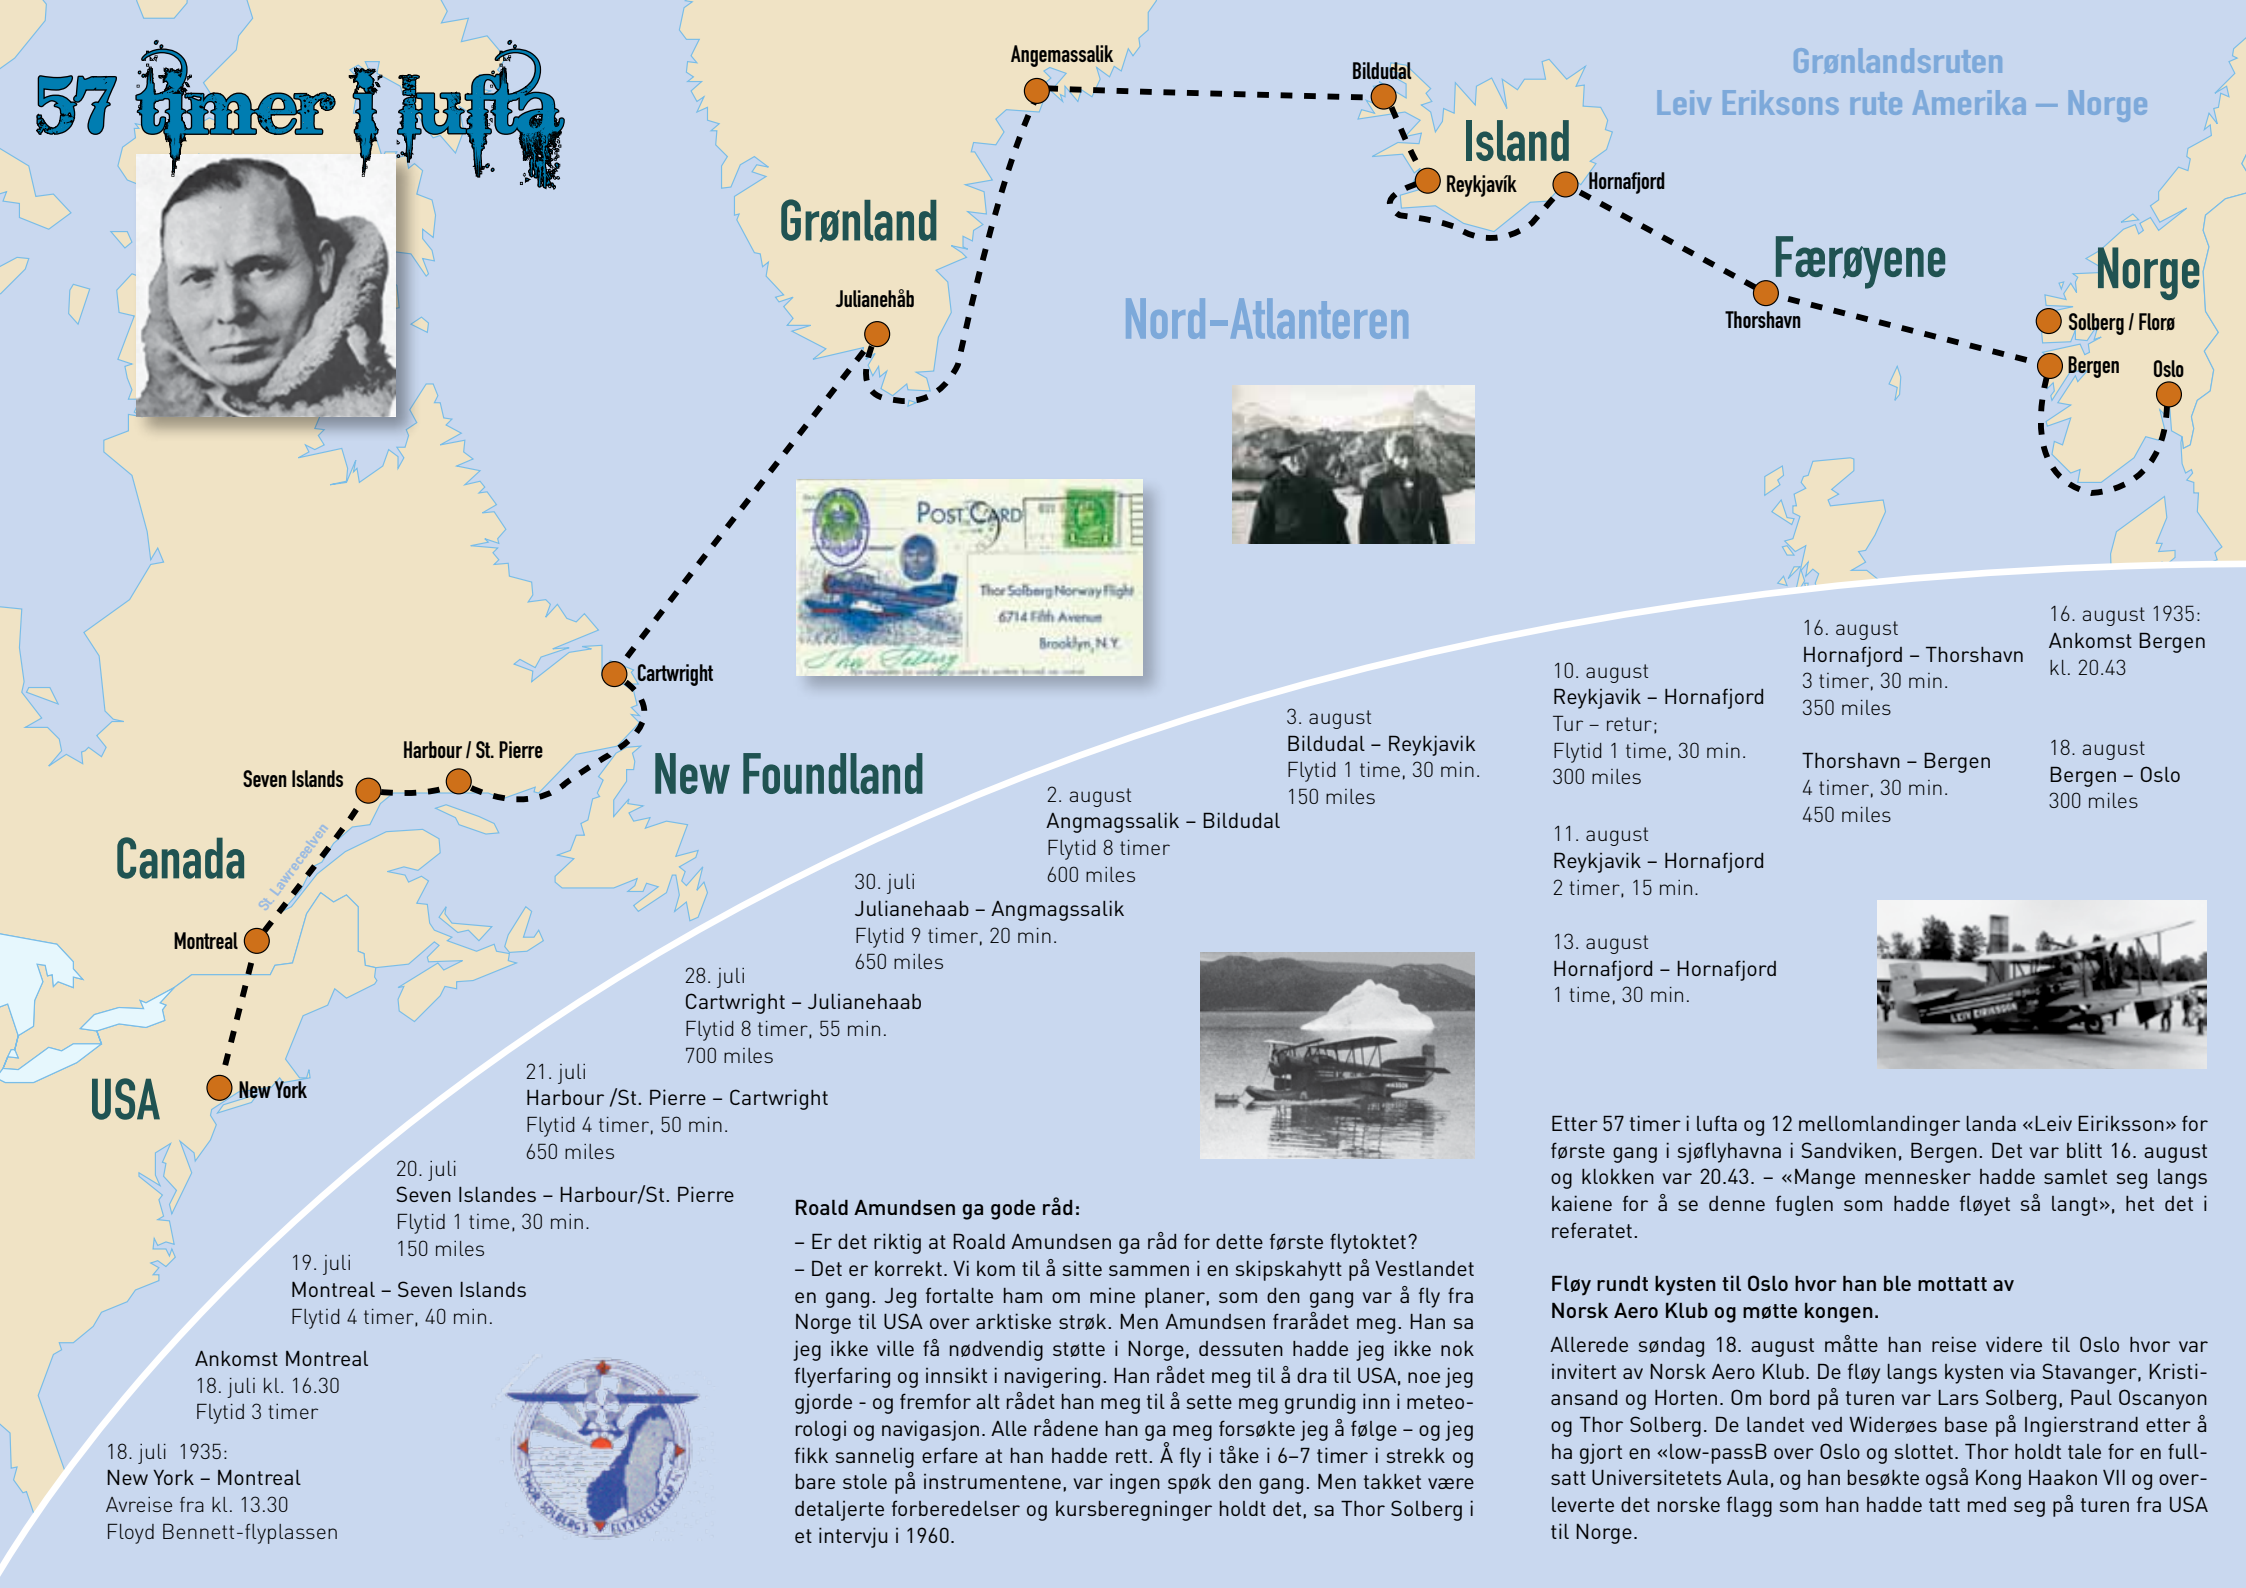 57 timer i lufta
Grønlandsruten
Leiv Eriksons rute Amerika — Norge
Angemassalik
Bildudal
Island
Reykjavík
Hornafjord
Grønland
Julianehåb
Nord-Atlanteren
Færøyene
Thorshavn
Norge
Solberg / Florø
Bergen
Oslo
POST CARD
Thor Solberg Norway Flight
6714 Fifth Avenue
Brooklyn, N.Y.
Thor Solberg
Cartwright
Harbour / St. Pierre
Seven Islands
New Foundland
Canada
St. Lawreceelven
Montreal
USA
New York
18. juli 1935:
New York – Montreal
Avreise fra kl. 13.30
Floyd Bennett-flyplassen
Ankomst Montreal
18. juli kl. 16.30
Flytid 3 timer
19. juli
Montreal – Seven Islands
Flytid 4 timer, 40 min.
20. juli
Seven Islandes – Harbour/St. Pierre
Flytid 1 time, 30 min.
150 miles
21. juli
Harbour /St. Pierre – Cartwright
Flytid 4 timer, 50 min.
650 miles
28. juli
Cartwright – Julianehaab
Flytid 8 timer, 55 min.
700 miles
30. juli
Julianehaab – Angmagssalik
Flytid 9 timer, 20 min.
650 miles
2. august
Angmagssalik – Bildudal
Flytid 8 timer
600 miles
3. august
Bildudal – Reykjavik
Flytid 1 time, 30 min.
150 miles
10. august
Reykjavik – Hornafjord
Tur – retur;
Flytid 1 time, 30 min.
300 miles
11. august
Reykjavik – Hornafjord
2 timer, 15 min.
13. august
Hornafjord – Hornafjord
1 time, 30 min.
16. august
Hornafjord – Thorshavn
3 timer, 30 min.
350 miles
Thorshavn – Bergen
4 timer, 30 min.
450 miles
16. august 1935:
Ankomst Bergen
kl. 20.43
18. august
Bergen – Oslo
300 miles
LEIV EIRIKSSON
THOR SOLBERG'S FLYVESELSKAP
Roald Amundsen ga gode råd:
– Er det riktig at Roald Amundsen ga råd for dette første flytoktet?
– Det er korrekt. Vi kom til å sitte sammen i en skipskahytt på Vestlandet
en gang. Jeg fortalte ham om mine planer, som den gang var å fly fra
Norge til USA over arktiske strøk. Men Amundsen frarådet meg. Han sa
jeg ikke ville få nødvendig støtte i Norge, dessuten hadde jeg ikke nok
flyerfaring og innsikt i navigering. Han rådet meg til å dra til USA, noe jeg
gjorde - og fremfor alt rådet han meg til å sette meg grundig inn i meteo-
rologi og navigasjon. Alle rådene han ga meg forsøkte jeg å følge – og jeg
fikk sannelig erfare at han hadde rett. Å fly i tåke i 6–7 timer i strekk og
bare stole på instrumentene, var ingen spøk den gang. Men takket være
detaljerte forberedelser og kursberegninger holdt det, sa Thor Solberg i
et intervju i 1960.
Etter 57 timer i lufta og 12 mellomlandinger landa «Leiv Eiriksson» for
første gang i sjøflyhavna i Sandviken, Bergen. Det var blitt 16. august
og klokken var 20.43. – «Mange mennesker hadde samlet seg langs
kaiene for å se denne fuglen som hadde fløyet så langt», het det i
referatet.
Fløy rundt kysten til Oslo hvor han ble mottatt av
Norsk Aero Klub og møtte kongen.
Allerede søndag 18. august måtte han reise videre til Oslo hvor var
invitert av Norsk Aero Klub. De fløy langs kysten via Stavanger, Kristi-
ansand og Horten. Om bord på turen var Lars Solberg, Paul Oscanyon
og Thor Solberg. De landet ved Widerøes base på Ingierstrand etter å
ha gjort en «low-passB over Oslo og slottet. Thor holdt tale for en full-
satt Universitetets Aula, og han besøkte også Kong Haakon VII og over-
leverte det norske flagg som han hadde tatt med seg på turen fra USA
til Norge.